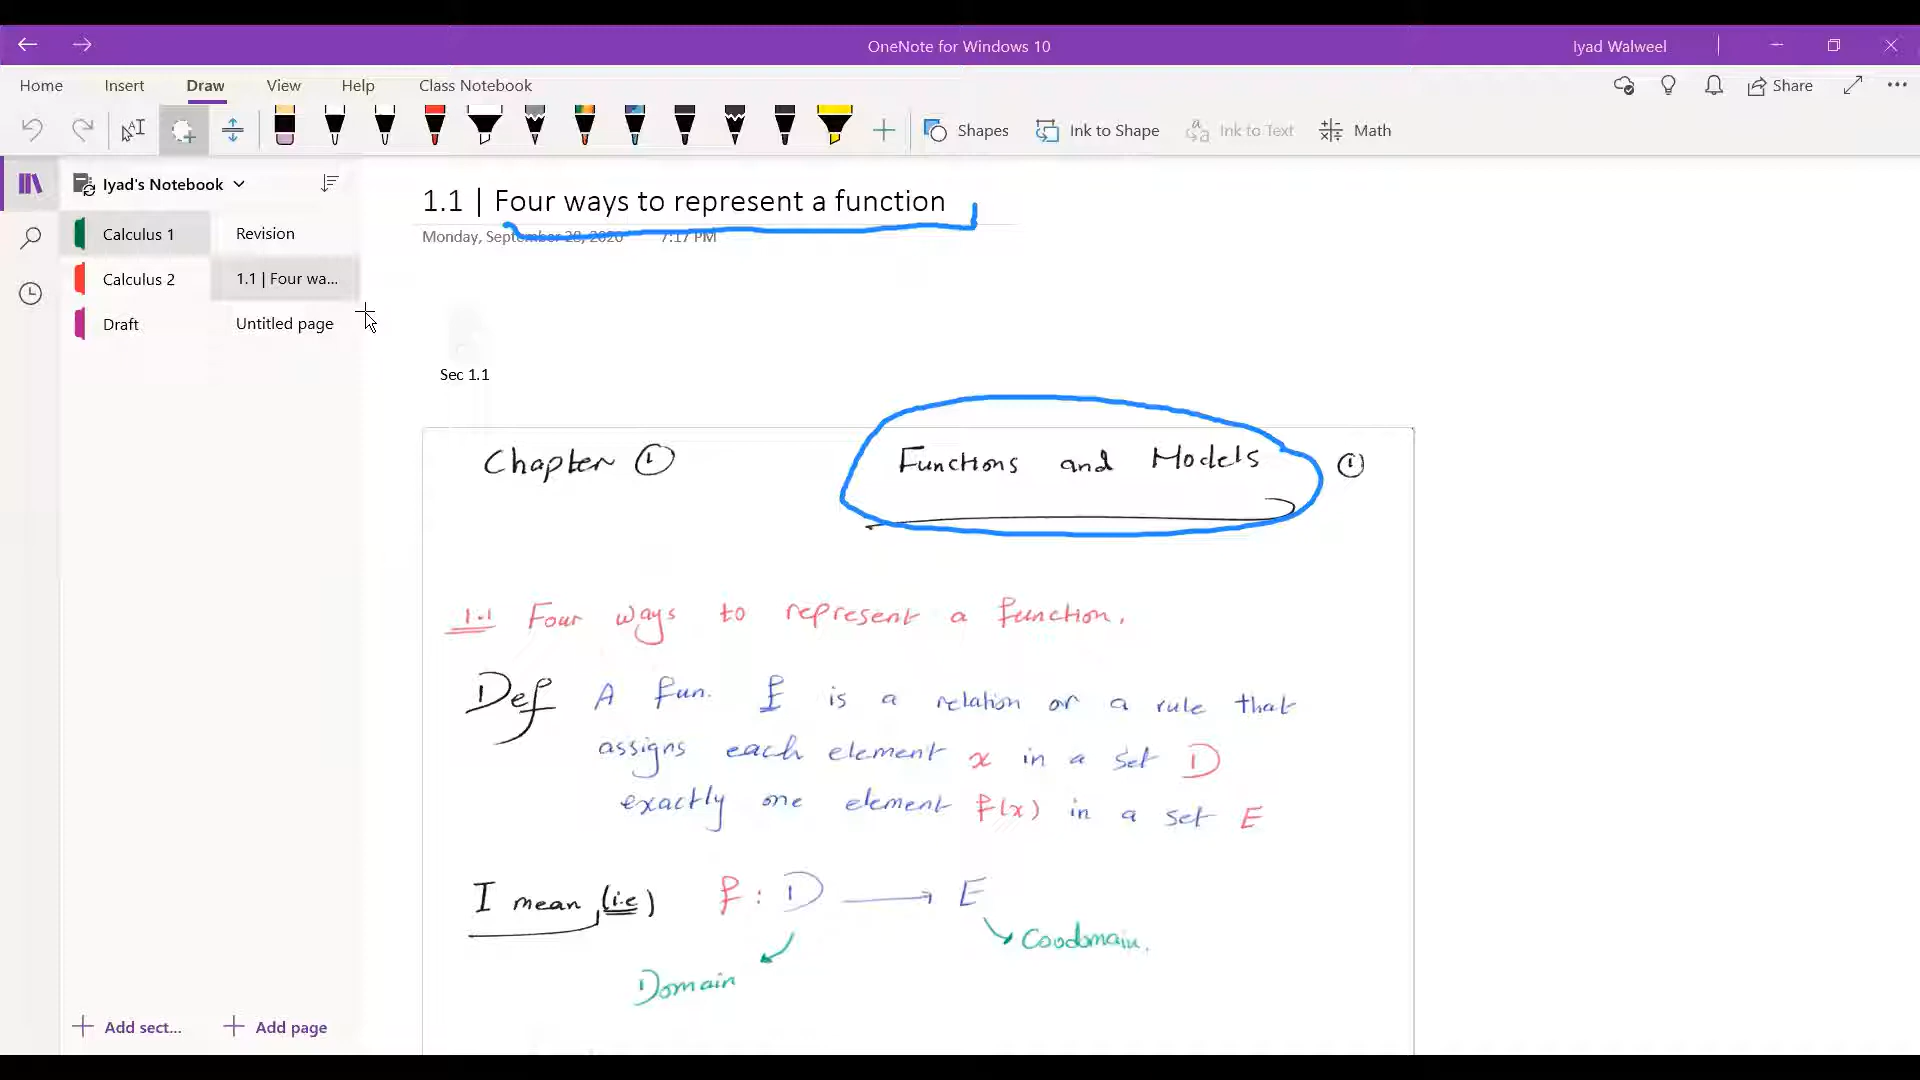 OneNote for Windows 10
Iyad Walweel
Home Insert Draw View Help Class Notebook
Share
Shapes Ink to Shape Ink to Text Math
Iyad's Notebook
Calculus 1
Calculus 2
Draft
Revision
1.1 | Four wa...
Untitled page
1.1 | Four ways to represent a function
Monday, September 28, 2020 7:17 PM
Sec 1.1
Chapter ① Functions and Models ①
1.1 Four ways to represent a function.
Def A fun. f is a relation or a rule that
assigns each element x in a set D
exactly one element f(x) in a set E
I mean (i.e) f : D → E
Coodomain.
Domain
Add sect... Add page